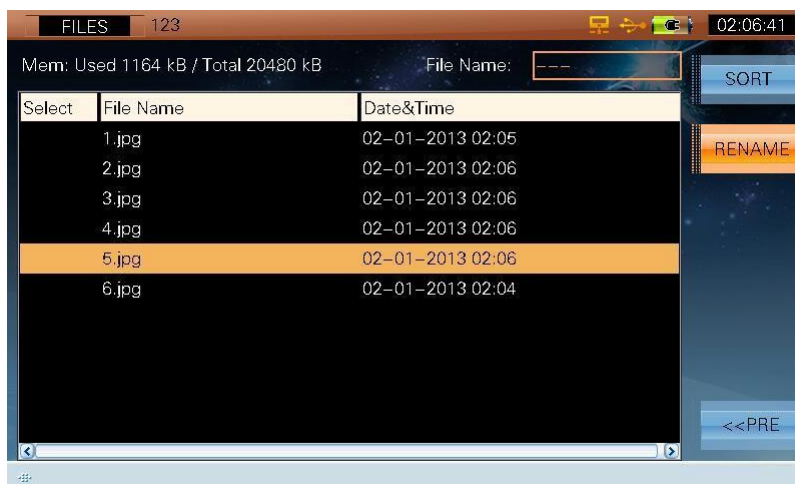 FILES 123 02:06:41
Mem: Used 1164 kB / Total 20480 kB File Name: ---
SORT
Select File Name Date&Time
1.jpg 02-01-2013 02:05
RENAME
2.jpg 02-01-2013 02:06
3.jpg 02-01-2013 02:06
4.jpg 02-01-2013 02:06
5.jpg 02-01-2013 02:06
6.jpg 02-01-2013 02:04
<<PRE